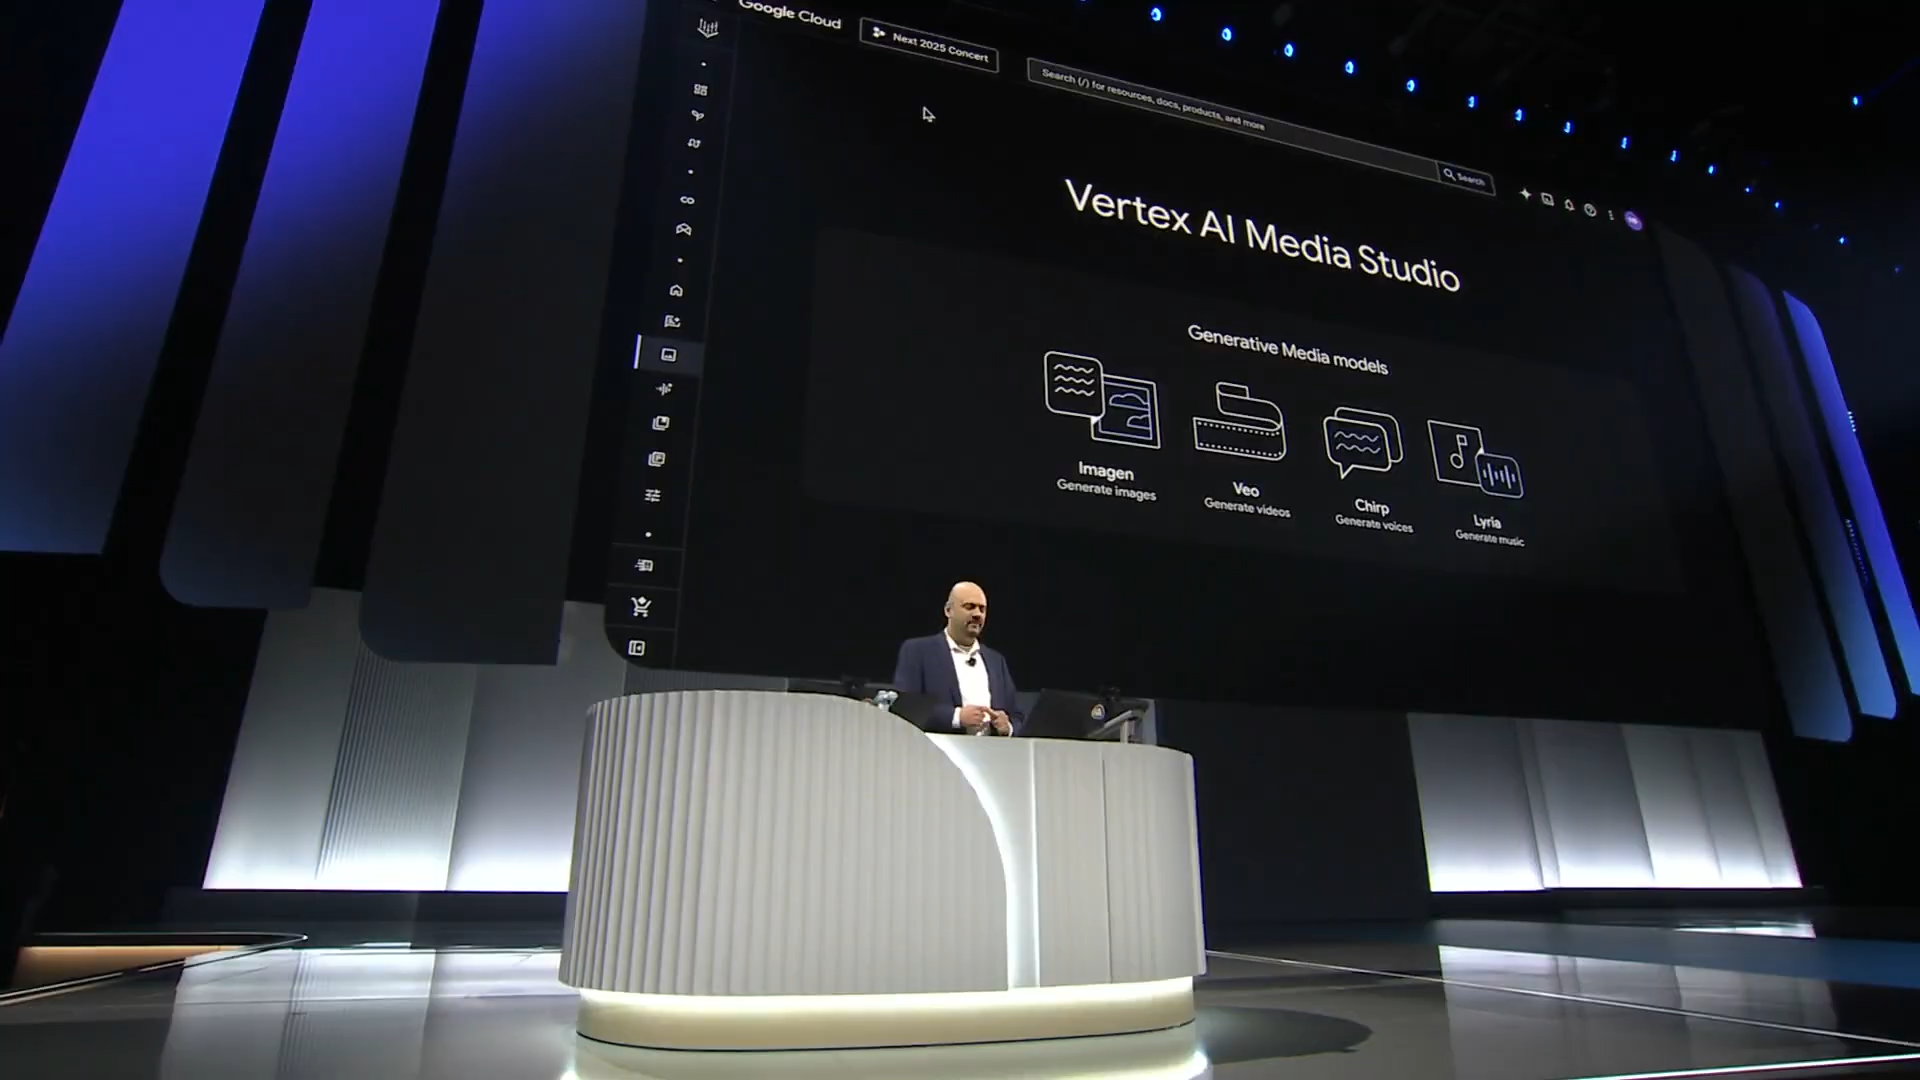 Google Cloud
Next 2025 Concert
Search (/) for resources, docs, products, and more
Search
Vertex AI Media Studio
Generative Media models
Imagen
Generate images
Veo
Generate videos
Chirp
Generate voices
Lyria
Generate music